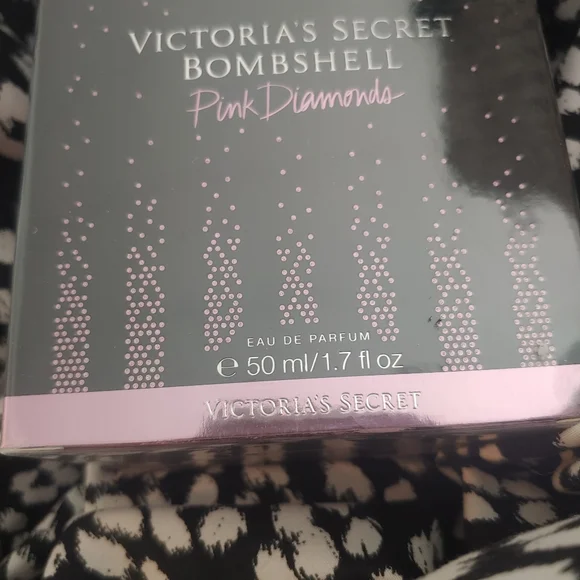 VICTORIA'S SECRET
BOMBSHELL
Pink Diamonds
EAU DE PARFUM
℮ 50 ml/1.7 fl oz
VICTORIA'S SECRET